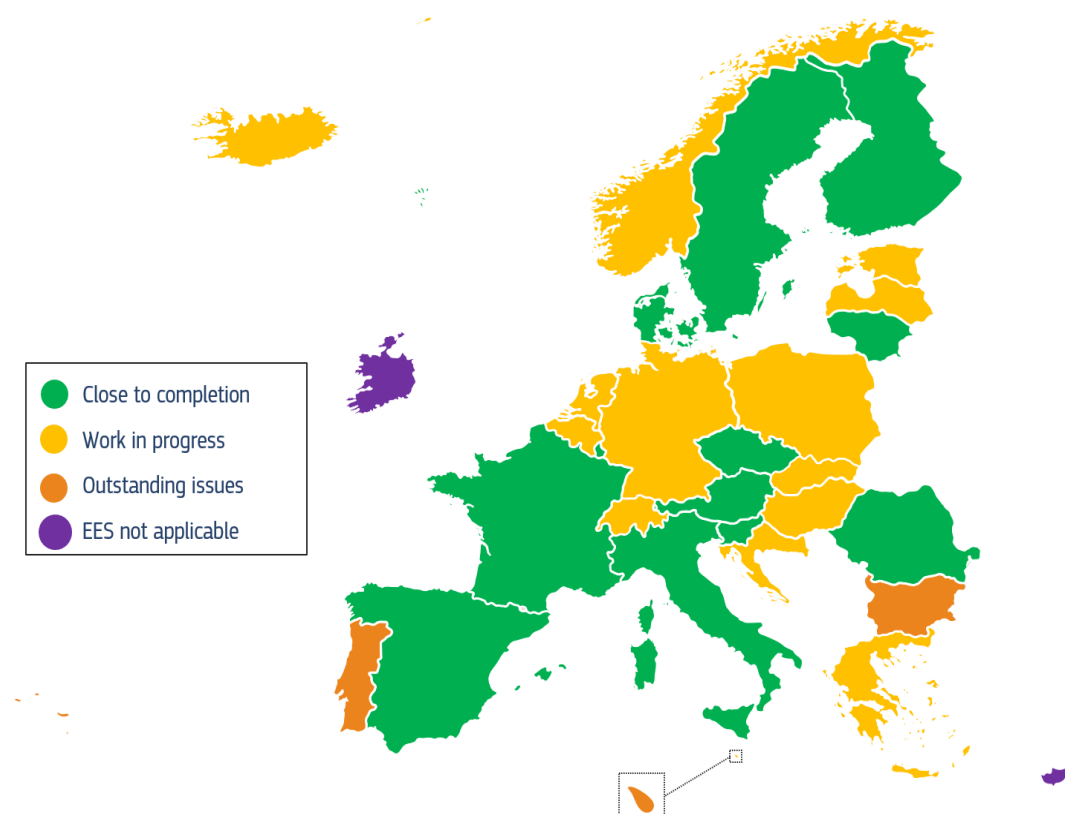 Close to completion
Work in progress
Outstanding issues
EES not applicable